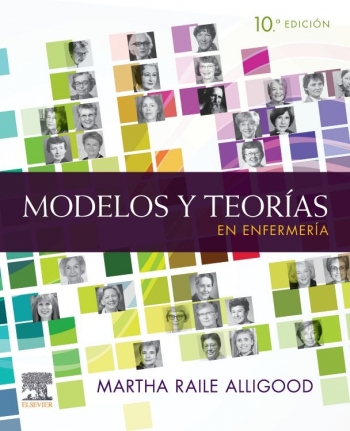 10.ª EDICIÓN
MODELOS Y TEORÍAS
EN ENFERMERÍA
ELSEVIER
MARTHA RAILE ALLIGOOD